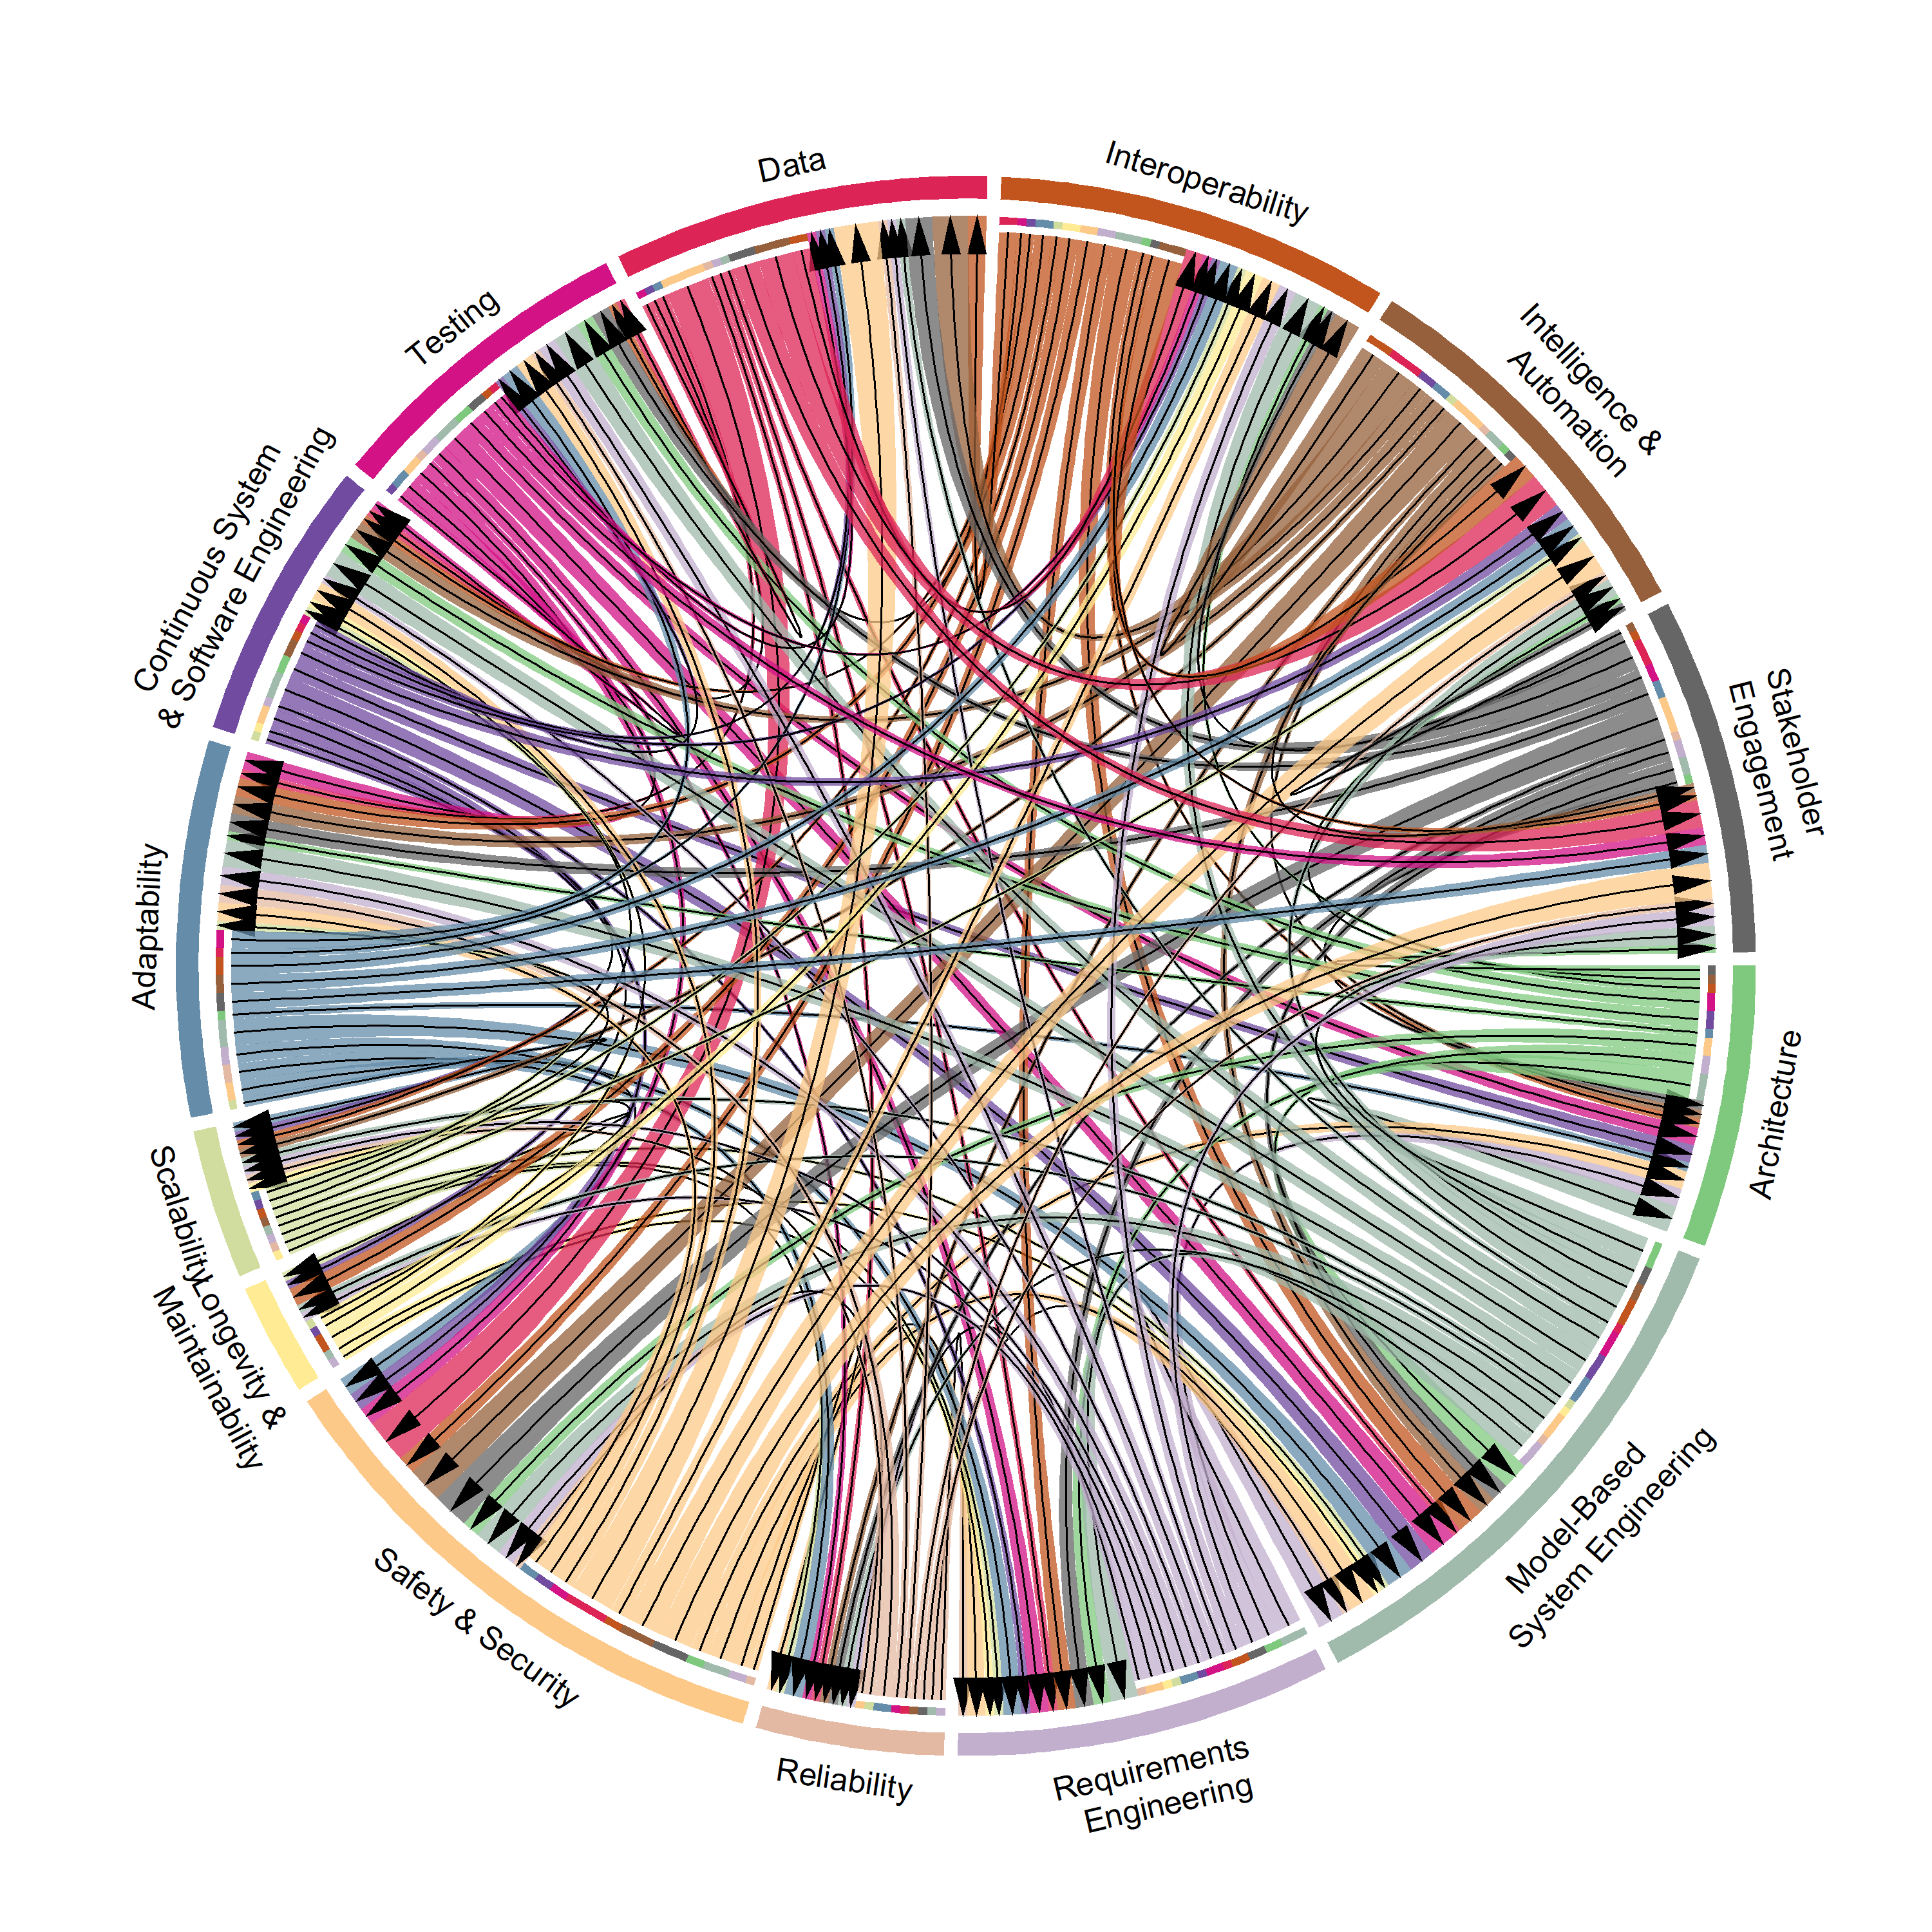 Data
Interoperability
Intelligence &
Automation
Stakeholder
Engagement
Architecture
Model-Based
System Engineering
Requirements
Engineering
Reliability
Safety & Security
Longevity &
Maintainability
Scalability
Adaptability
Continuous System
& Software Engineering
Testing